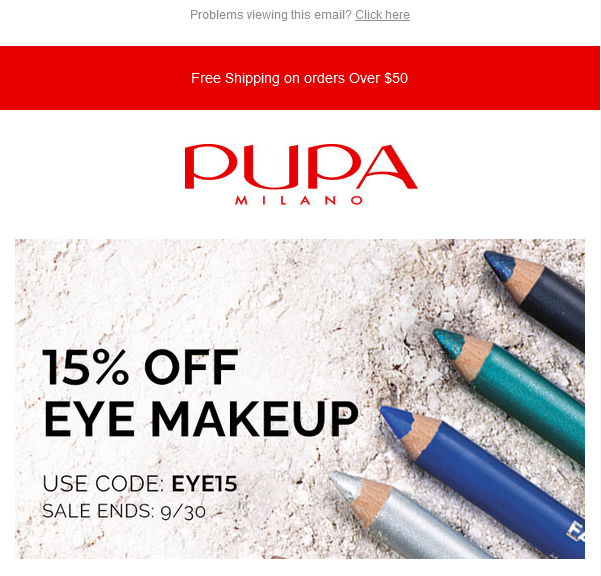 Problems viewing this email? Click here
Free Shipping on orders Over $50
PUPA
MILANO
15% OFF
EYE MAKEUP
USE CODE: EYE15
SALE ENDS: 9/30